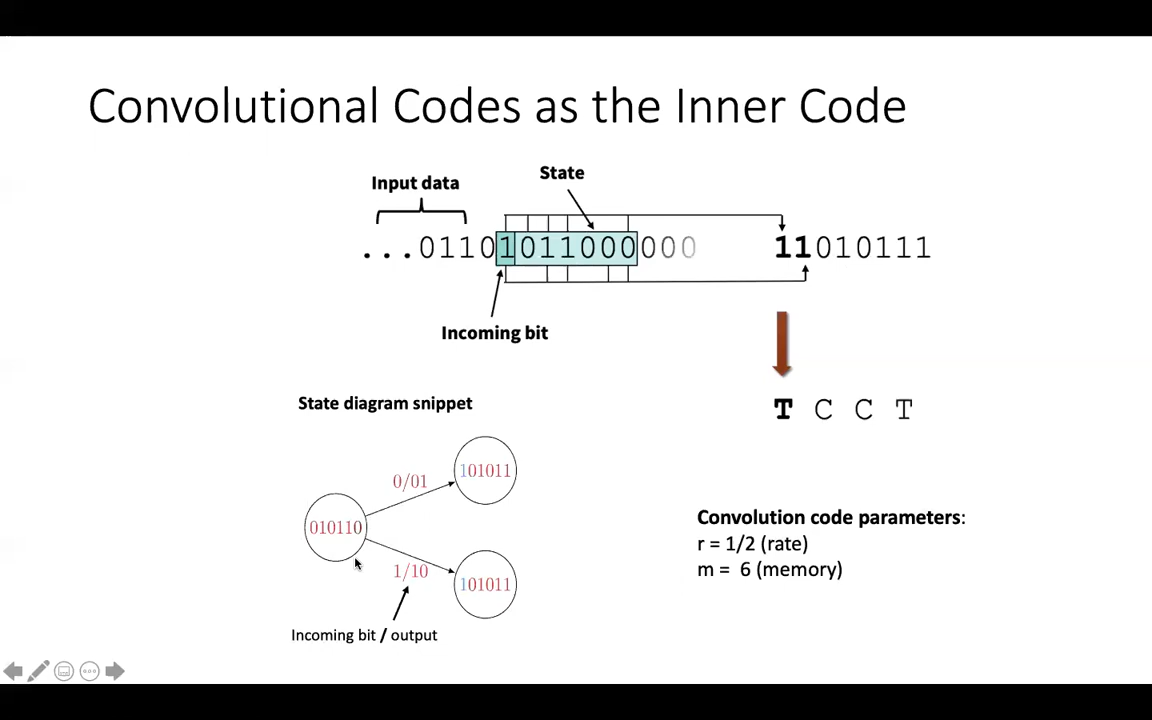 Convolutional Codes as the Inner Code
State
Input data
...01101011000000 11010111
Incoming bit
T C C T
State diagram snippet
101011
0/01
010110
1/10
101011
Incoming bit / output
Convolution code parameters:
r = 1/2 (rate)
m = 6 (memory)